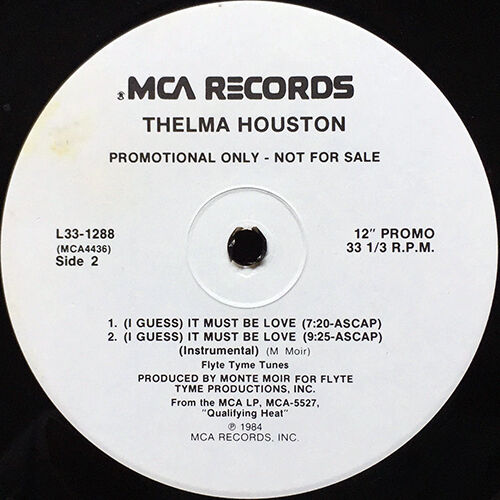 ® MCA RECORDS
THELMA HOUSTON
PROMOTIONAL ONLY - NOT FOR SALE
L33-1288
(MCA4436)
Side 2
12" PROMO
33 1/3 R.P.M.
1. (I GUESS) IT MUST BE LOVE (7:20-ASCAP)
2. (I GUESS) IT MUST BE LOVE (9:25-ASCAP)
(Instrumental) (M Moir)
Flyte Tyme Tunes
PRODUCED BY MONTE MOIR FOR FLYTE
TYME PRODUCTIONS, INC.
From the MCA LP, MCA-5527,
"Qualifying Heat"
℗ 1984
MCA RECORDS, INC.